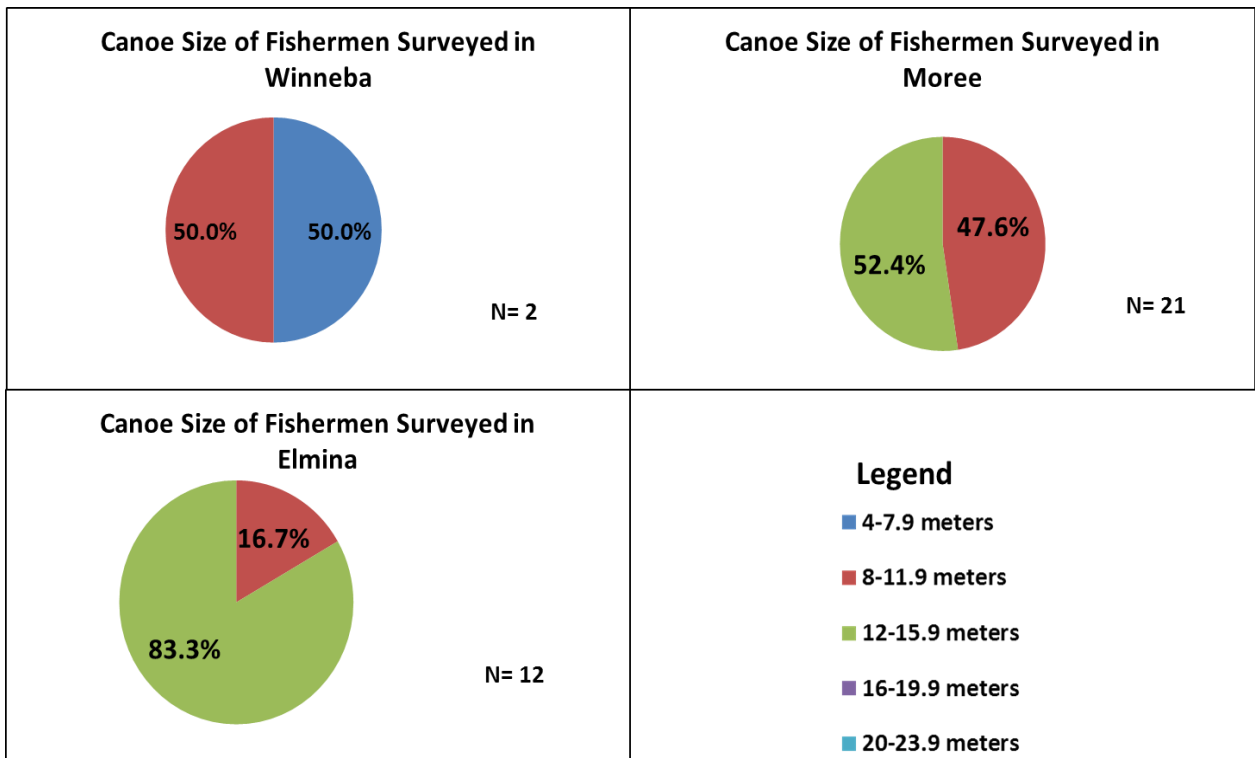 Canoe Size of Fishermen Surveyed in
Winneba
50.0%
50.0%
N= 2
Canoe Size of Fishermen Surveyed in
Moree
47.6%
52.4%
N= 21
Canoe Size of Fishermen Surveyed in
Elmina
16.7%
83.3%
N= 12
Legend
4-7.9 meters
8-11.9 meters
12-15.9 meters
16-19.9 meters
20-23.9 meters